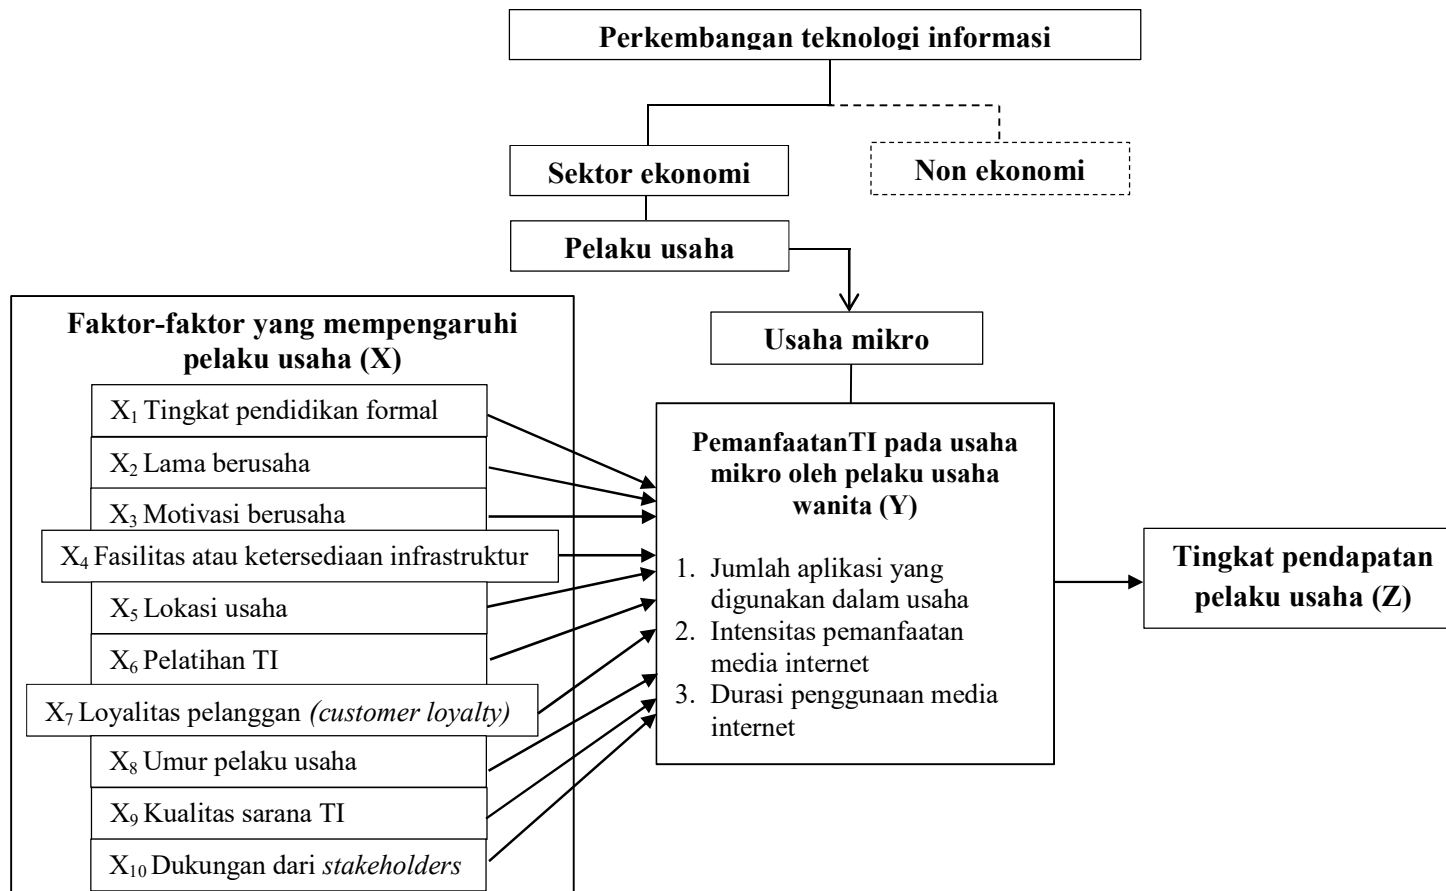 Perkembangan teknologi informasi
Sektor ekonomi
Non ekonomi
Pelaku usaha
Usaha mikro
Faktor-faktor yang mempengaruhi
pelaku usaha (X)
X₁ Tingkat pendidikan formal
X₂ Lama berusaha
X₃ Motivasi berusaha
X₄ Fasilitas atau ketersediaan infrastruktur
X₅ Lokasi usaha
X₆ Pelatihan TI
X₇ Loyalitas pelanggan (customer loyalty)
X₈ Umur pelaku usaha
X₉ Kualitas sarana TI
X₁₀ Dukungan dari stakeholders
PemanfaatanTI pada usaha
mikro oleh pelaku usaha
wanita (Y)
1. Jumlah aplikasi yang
digunakan dalam usaha
2. Intensitas pemanfaatan
media internet
3. Durasi penggunaan media
internet
Tingkat pendapatan
pelaku usaha (Z)